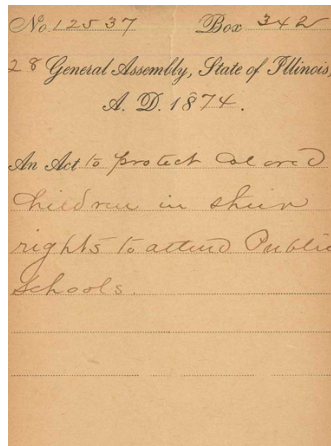 No. 12537 Box 342
28 General Assembly, State of Illinois,
A. D. 1874.
An Act to protect Colored
Children in their
rights to attend Public
Schools.